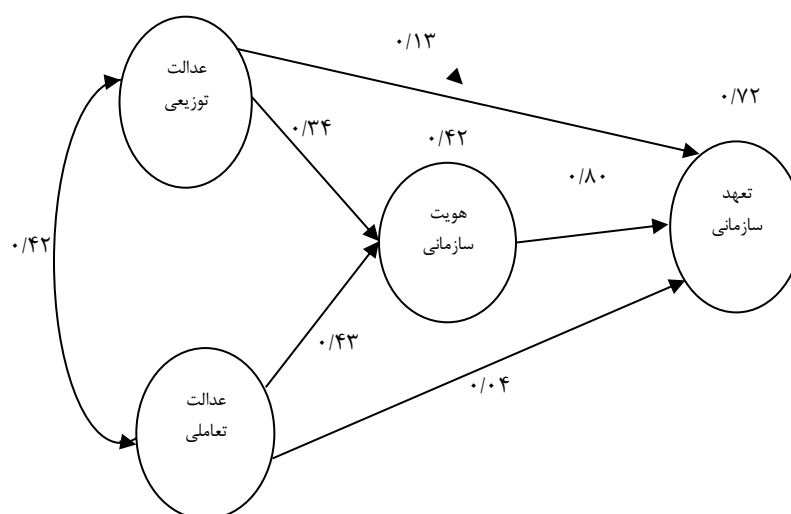 ۰/۱۳
عدالت
توزیعی
۰/۷۲
۰/۳۴
۰/۴۲
۰/۸۰
تعهد
سازمانی
هویت
سازمانی
۰/۴۲
۰/۴۳
۰/۰۴
عدالت
تعاملی